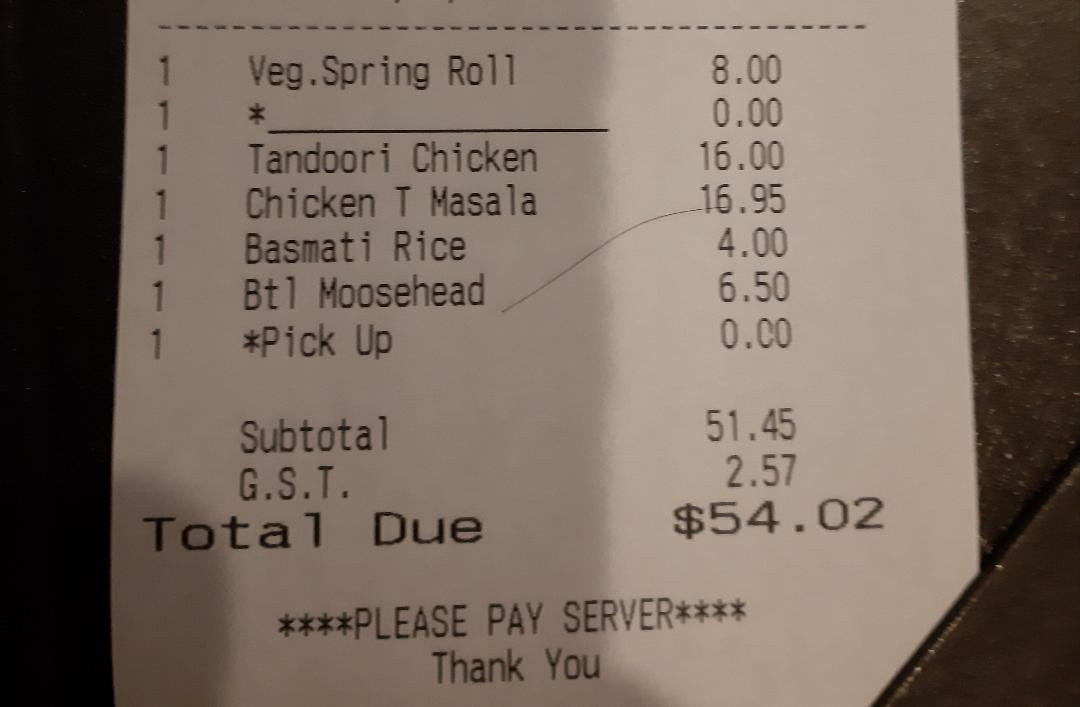 1 Veg.Spring Roll 8.00
1 *____________________ 0.00
1 Tandoori Chicken 16.00
1 Chicken T Masala 16.95
1 Basmati Rice 4.00
1 Btl Moosehead 6.50
1 *Pick Up 0.00
Subtotal 51.45
G.S.T. 2.57
Total Due $54.02
****PLEASE PAY SERVER****
Thank You